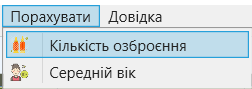 Порахувати Довідка
Кількість озброєння
Середній вік